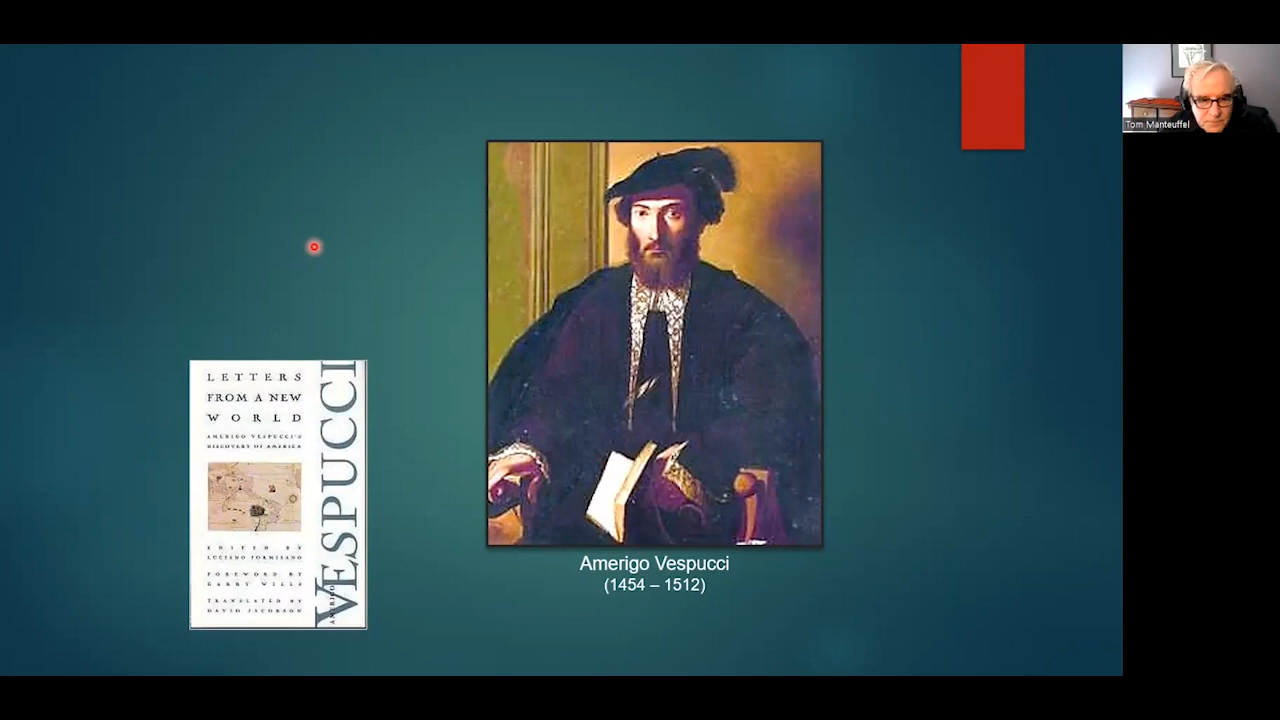 Tom Manteuffel
LETTERS
FROM A NEW
WORLD
AMERIGO VESPUCCI'S
DISCOVERY OF AMERICA
EDITED BY
LUCIANO FORMISANO
FOREWORD BY
GARRY WILLS
TRANSLATED BY
DAVID JACOBSON
AMERIGO
VESPUCCI
Amerigo Vespucci
(1454 – 1512)